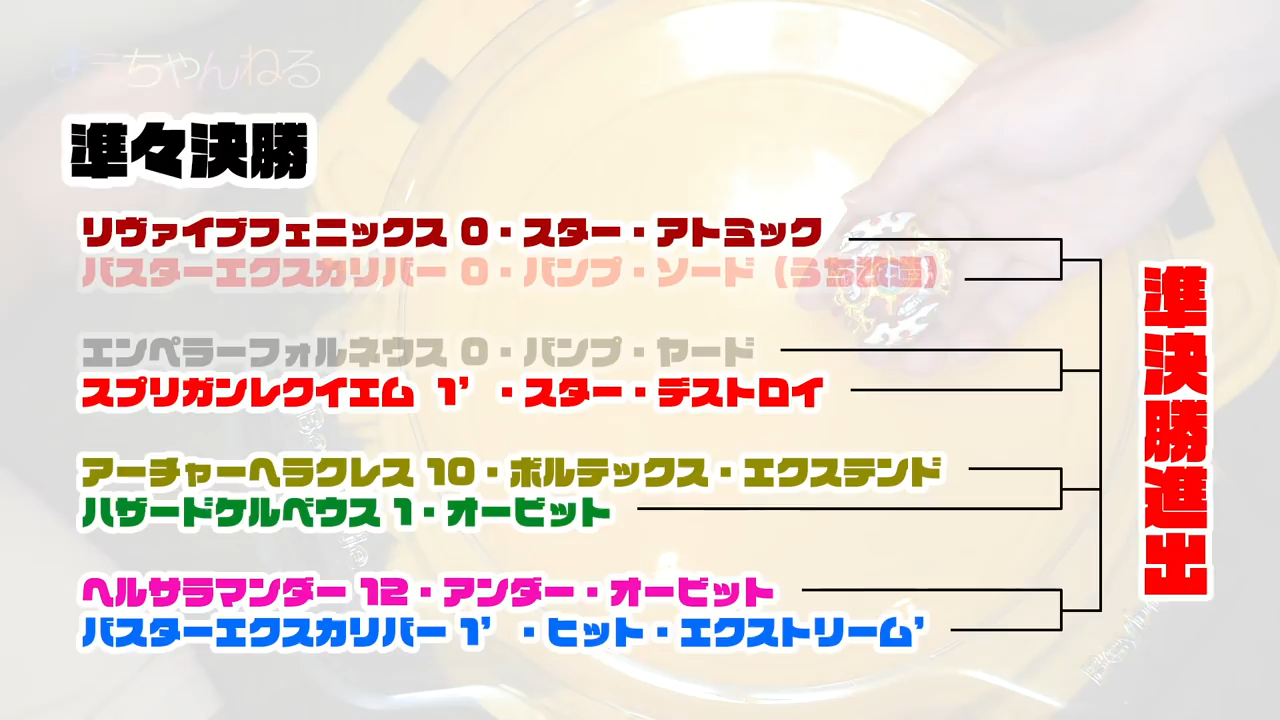 ちゃんねる
準々決勝
リヴァイブフェニックス 0・スター・アトミック
バスターエクスカリバー 0・バンプ・ソード
エンペラーフォルネウス 0・バンプ・ヤード
スプリガンレクイエム 1’・スター・デストロイ
アーチャーヘラクレス 10・ボルテックス・エクステンド
ハザードケルベウス 1・オービット
ヘルサラマンダー 12・アンダー・オービット
バスターエクスカリバー 1’・ヒット・エクストリーム’
準決勝進出